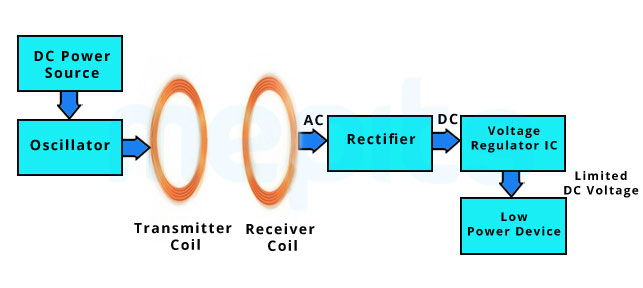 DC Power
Source
Oscillator
Transmitter
Coil
Receiver
Coil
AC
Rectifier
DC
Voltage
Regulator IC
Limited
DC Voltage
Low
Power Device